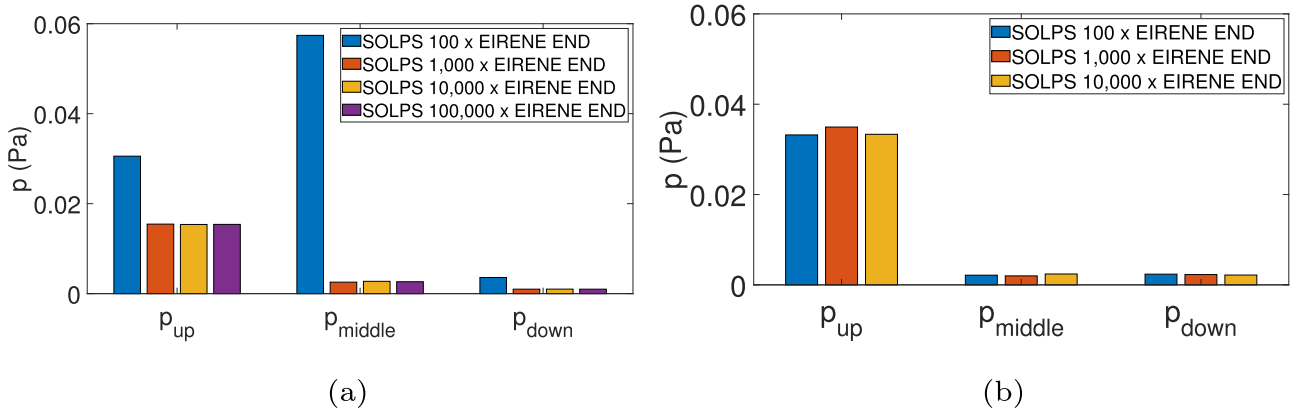 0.06
0.04
0.02
0
p (Pa)
SOLPS 100 x EIRENE END
SOLPS 1,000 x EIRENE END
SOLPS 10,000 x EIRENE END
SOLPS 100,000 x EIRENE END
p_up p_middle p_down
(a)
0.06
0.04
0.02
0
p (Pa)
SOLPS 100 x EIRENE END
SOLPS 1,000 x EIRENE END
SOLPS 10,000 x EIRENE END
p_up p_middle p_down
(b)